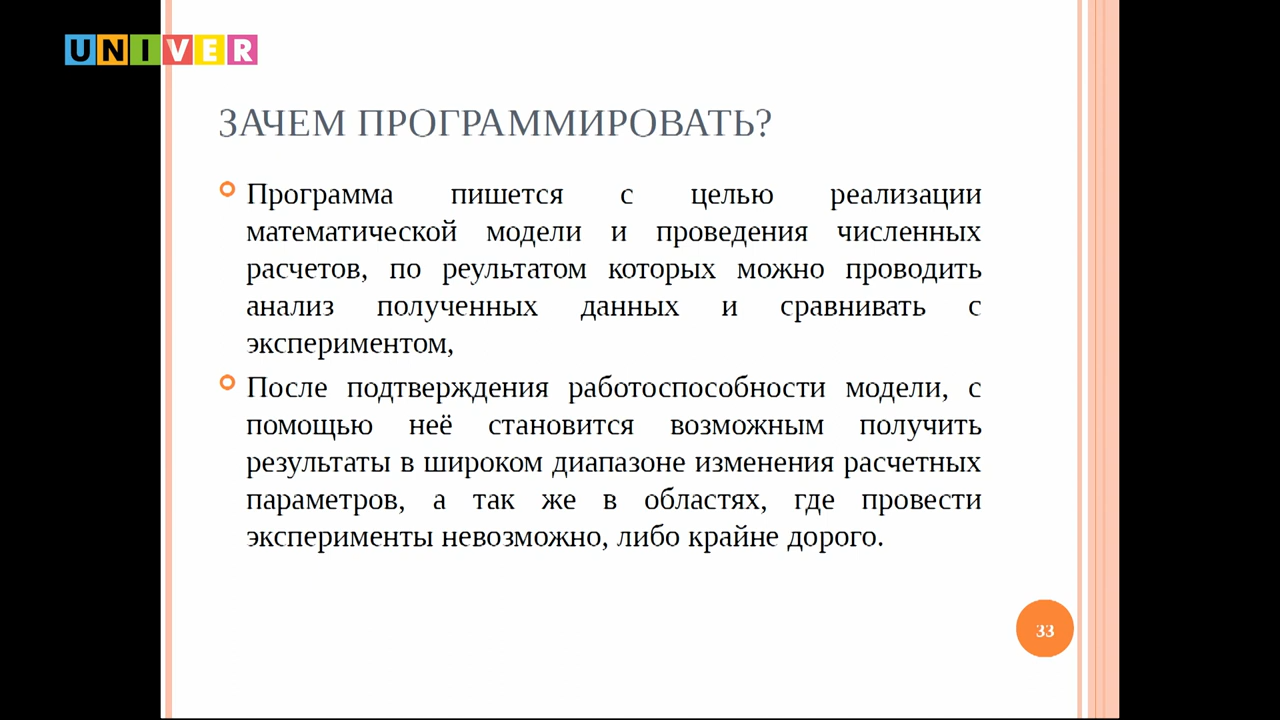 UNIVER
ЗАЧЕМ ПРОГРАММИРОВАТЬ?
Программа пишется с целью реализации
математической модели и проведения численных
расчетов, по реультатом которых можно проводить
анализ полученных данных и сравнивать с
экспериментом,
После подтверждения работоспособности модели, с
помощью неё становится возможным получить
результаты в широком диапазоне изменения расчетных
параметров, а так же в областях, где провести
эксперименты невозможно, либо крайне дорого.
33